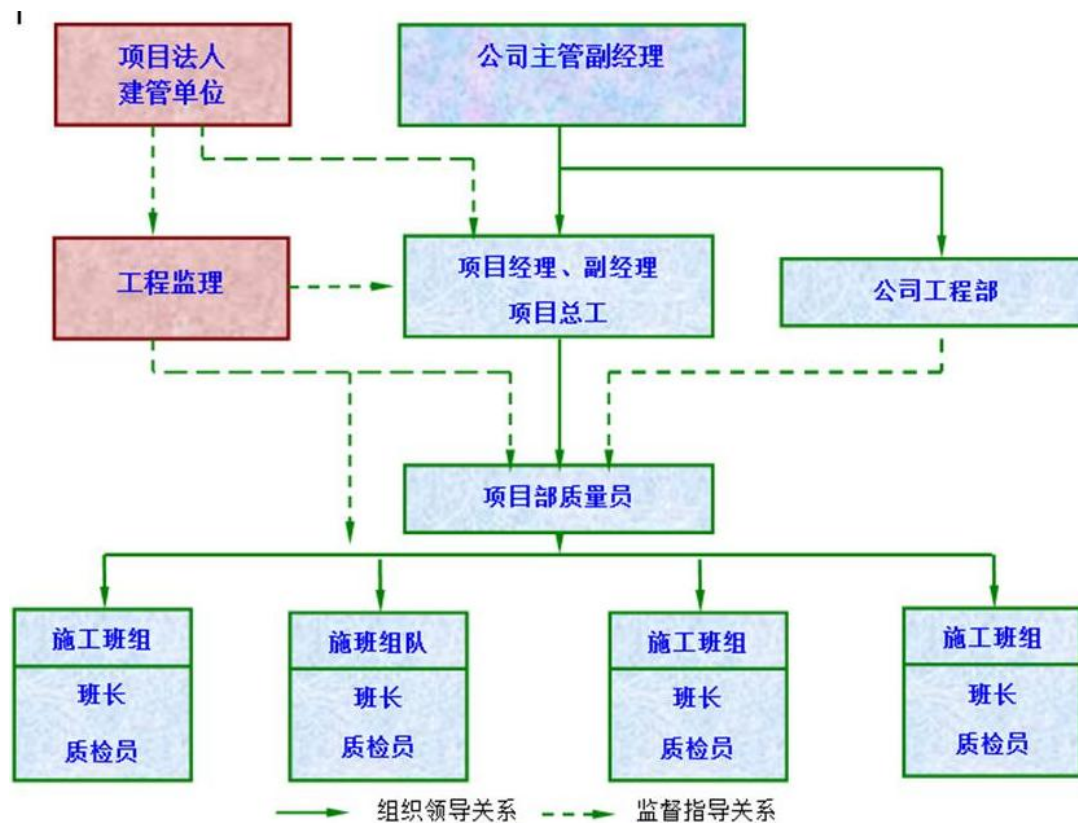 项目法人
建管单位
公司主管副经理
工程监理
项目经理、副经理
项目总工
公司工程部
项目部质量员
施工班组
班长
质检员
施班组队
班长
质检员
施工班组
班长
质检员
施工班组
班长
质检员
组织领导关系
监督指导关系